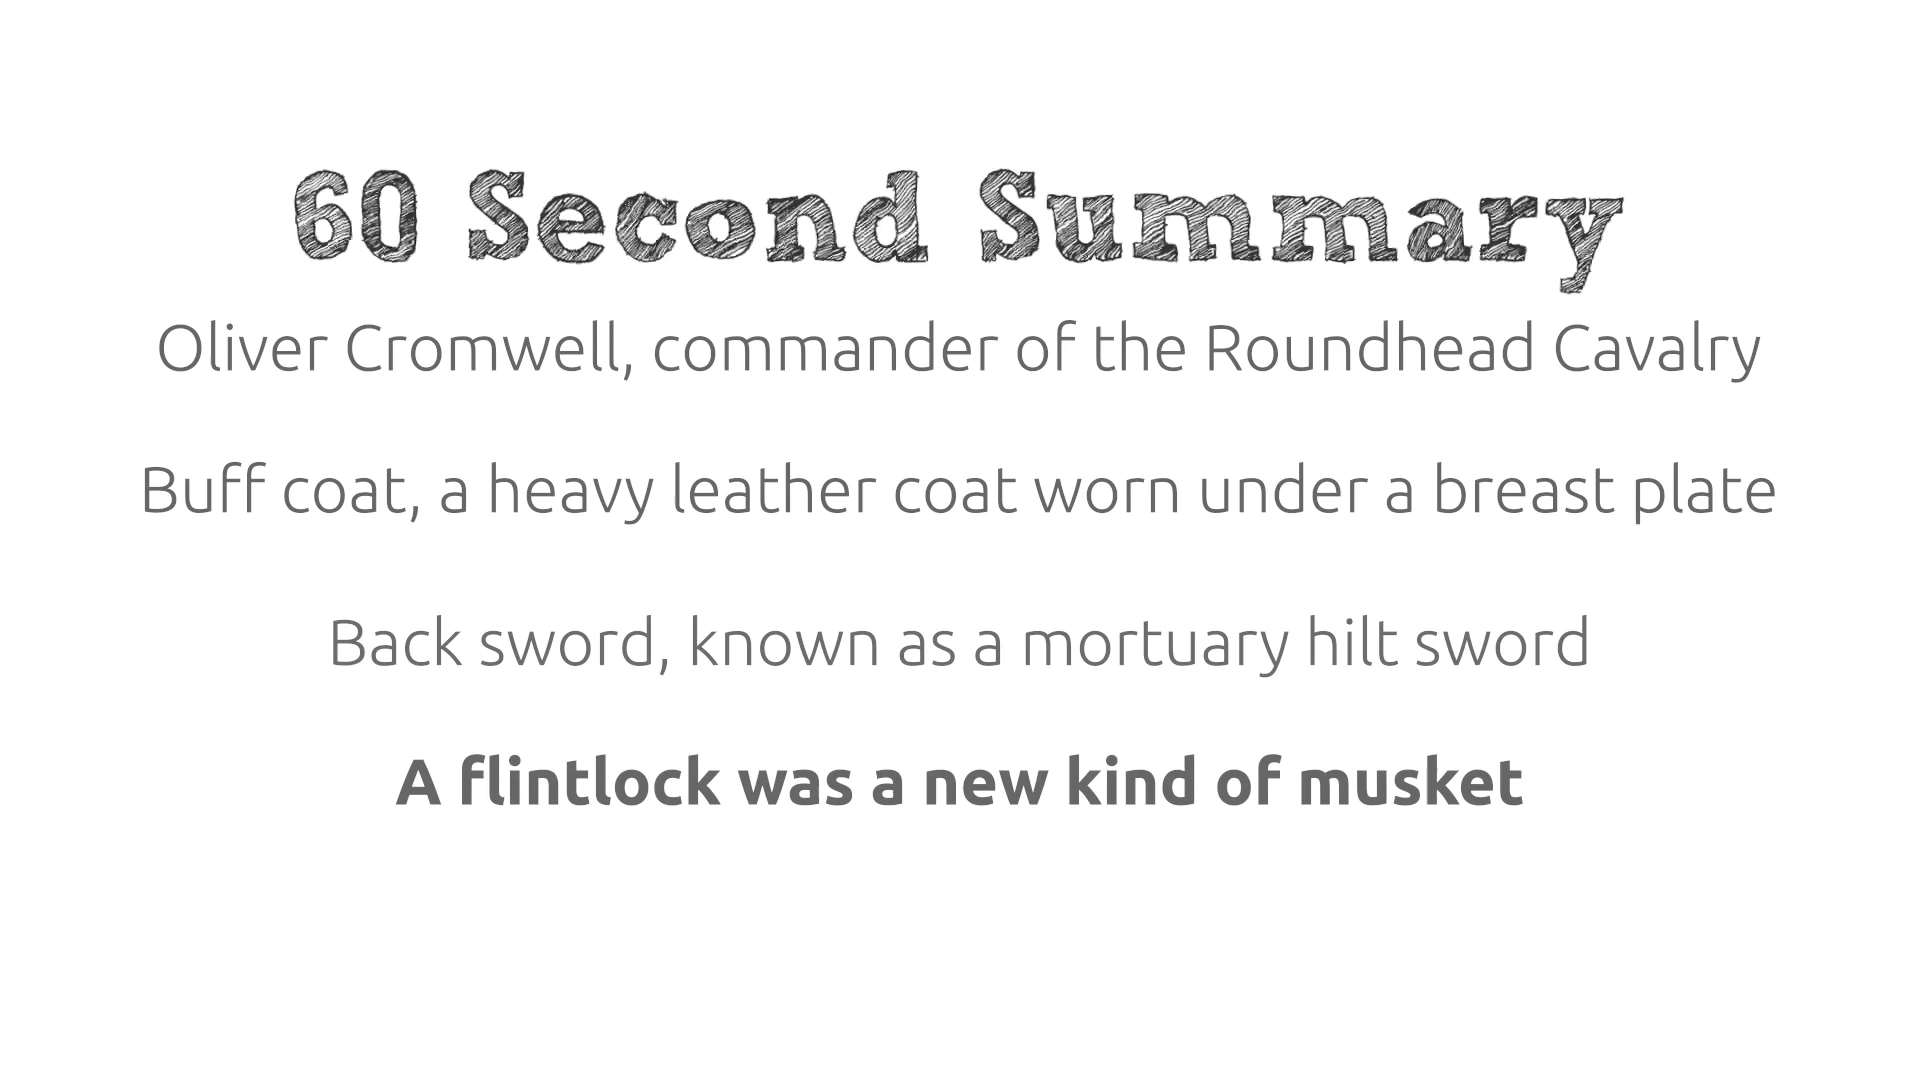 60 Second Summary
Oliver Cromwell, commander of the Roundhead Cavalry
Buff coat, a heavy leather coat worn under a breast plate
Back sword, known as a mortuary hilt sword
A flintlock was a new kind of musket